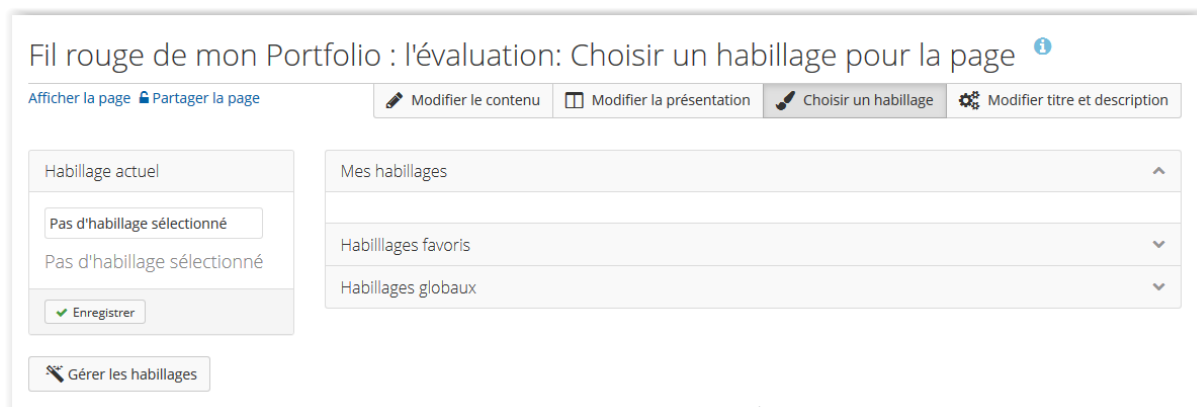 Fil rouge de mon Portfolio : l'évaluation: Choisir un habillage pour la page
Afficher la page Partager la page
Modifier le contenu Modifier la présentation Choisir un habillage Modifier titre et description
Habillage actuel
Pas d'habillage sélectionné
Pas d'habillage sélectionné
Enregistrer
Gérer les habillages
Mes habillages
Habilllages favoris
Habillages globaux